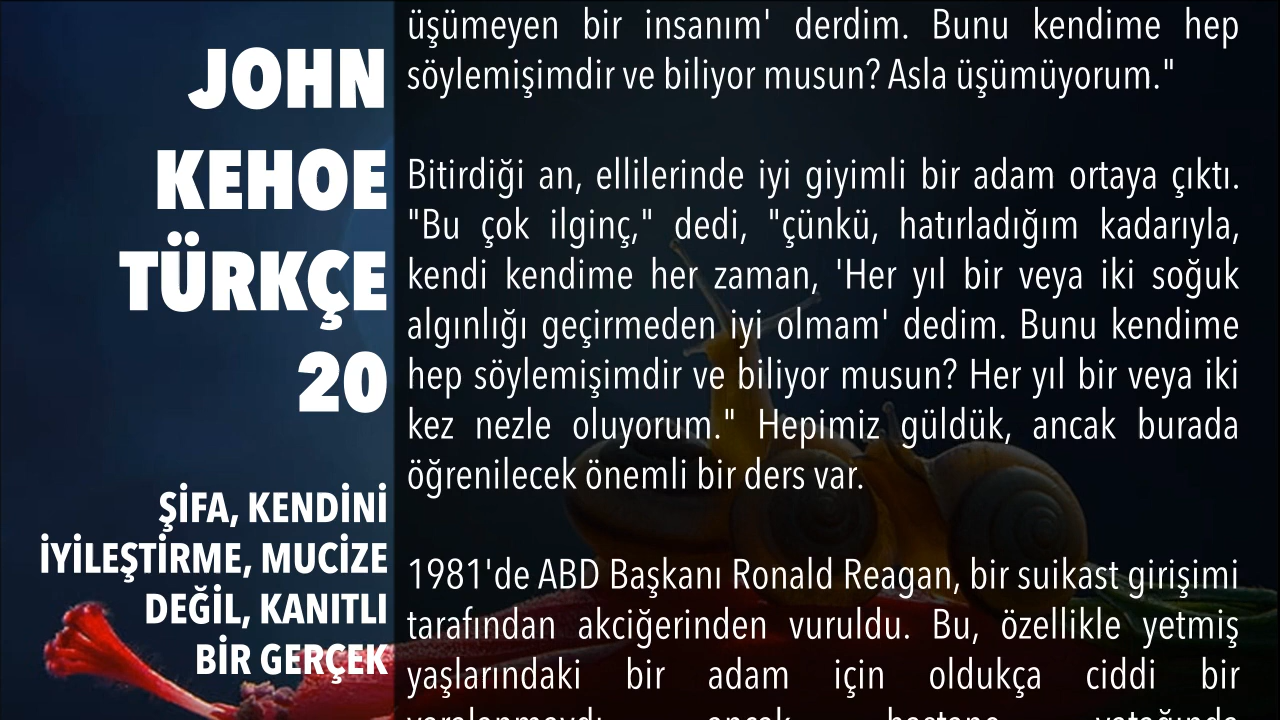 JOHN
KEHOE
TÜRKÇE
20
ŞİFA, KENDİNİ
İYİLEŞTİRME, MUCİZE
DEĞİL, KANITLI
BİR GERÇEK
üşümeyen bir insanım' derdim. Bunu kendime hep
söylemişimdir ve biliyor musun? Asla üşümüyorum."
Bitirdiği an, ellilerinde iyi giyimli bir adam ortaya çıktı.
"Bu çok ilginç," dedi, "çünkü, hatırladığım kadarıyla,
kendi kendime her zaman, 'Her yıl bir veya iki soğuk
algınlığı geçirmeden iyi olmam' dedim. Bunu kendime
hep söylemişimdir ve biliyor musun? Her yıl bir veya iki
kez nezle oluyorum." Hepimiz güldük, ancak burada
öğrenilecek önemli bir ders var.
1981'de ABD Başkanı Ronald Reagan, bir suikast girişimi
tarafından akciğerinden vuruldu. Bu, özellikle yetmiş
yaşlarındaki bir adam için oldukça ciddi bir